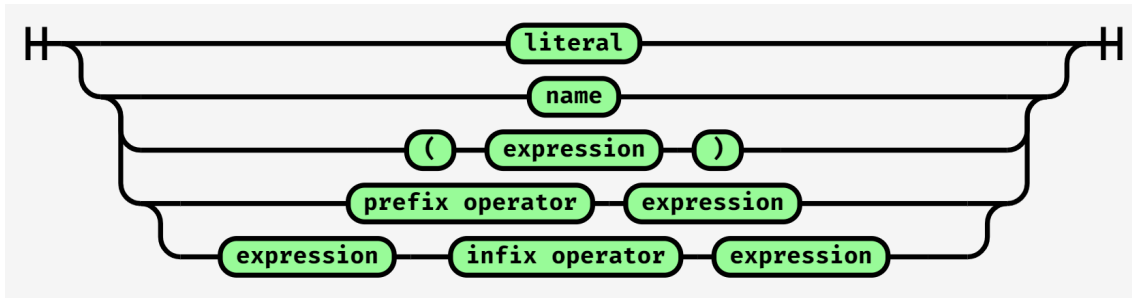 literal
name
( expression )
prefix operator expression
expression infix operator expression